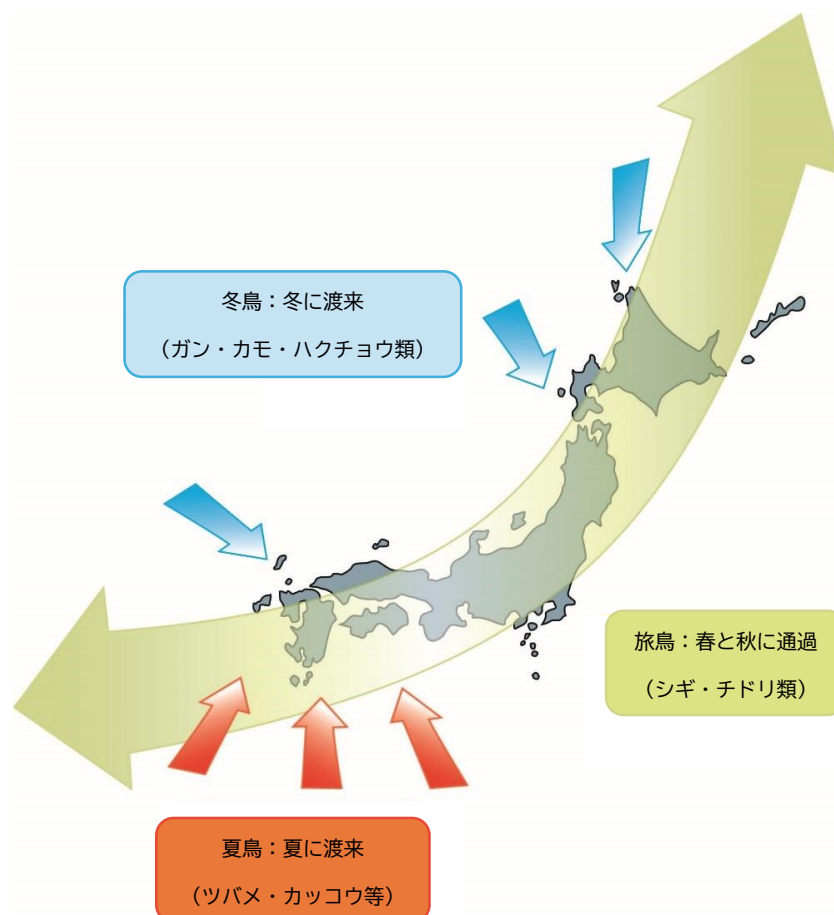 冬鳥：冬に渡来
（ガン・カモ・ハクチョウ類）
旅鳥：春と秋に通過
（シギ・チドリ類）
夏鳥：夏に渡来
（ツバメ・カッコウ等）